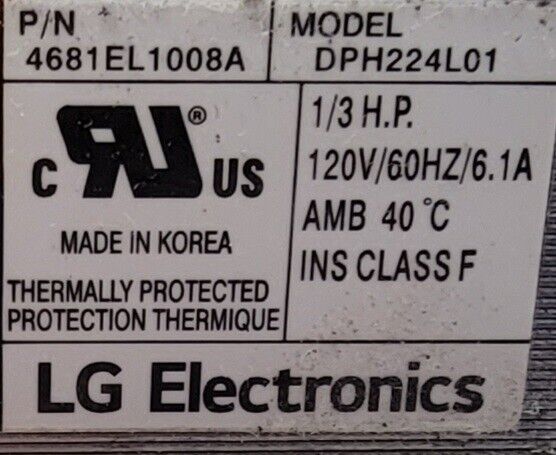 P/N
4681EL1008A
MODEL
DPH224L01
C RU® US
MADE IN KOREA
THERMALLY PROTECTED
PROTECTION THERMIQUE
1/3 H.P.
120V/60HZ/6.1A
AMB 40 °C
INS CLASS F
LG Electronics